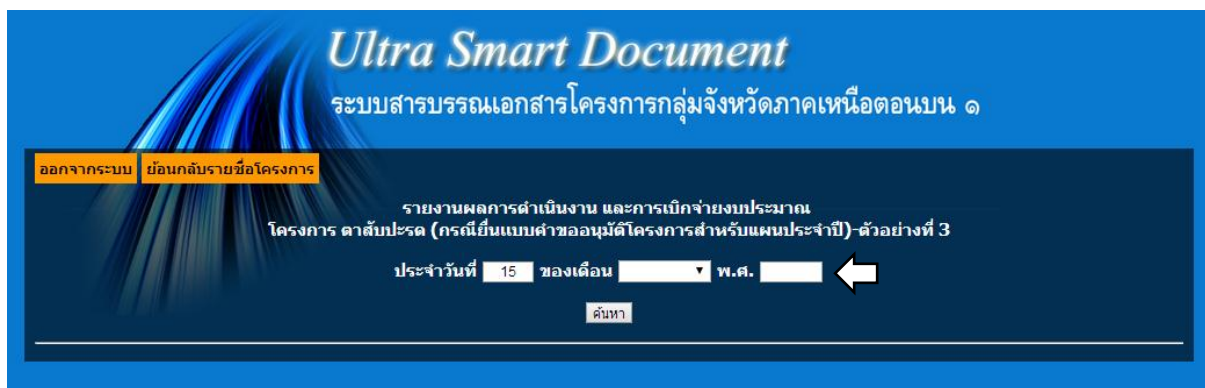 Ultra Smart Document
ระบบสารบรรณเอกสารโครงการกลุ่มจังหวัดภาคเหนือตอนบน ๑
ออกจากระบบ ย้อนกลับรายชื่อโครงการ
รายงานผลการดำเนินงาน และการเบิกจ่ายงบประมาณ
โครงการ ตาสับปะรด (กรณียื่นแบบคำขออนุมัติโครงการสำหรับแผนประจำปี)-ตัวอย่างที่ 3
ประจำวันที่ 15 ของเดือน พ.ศ.
ค้นหา